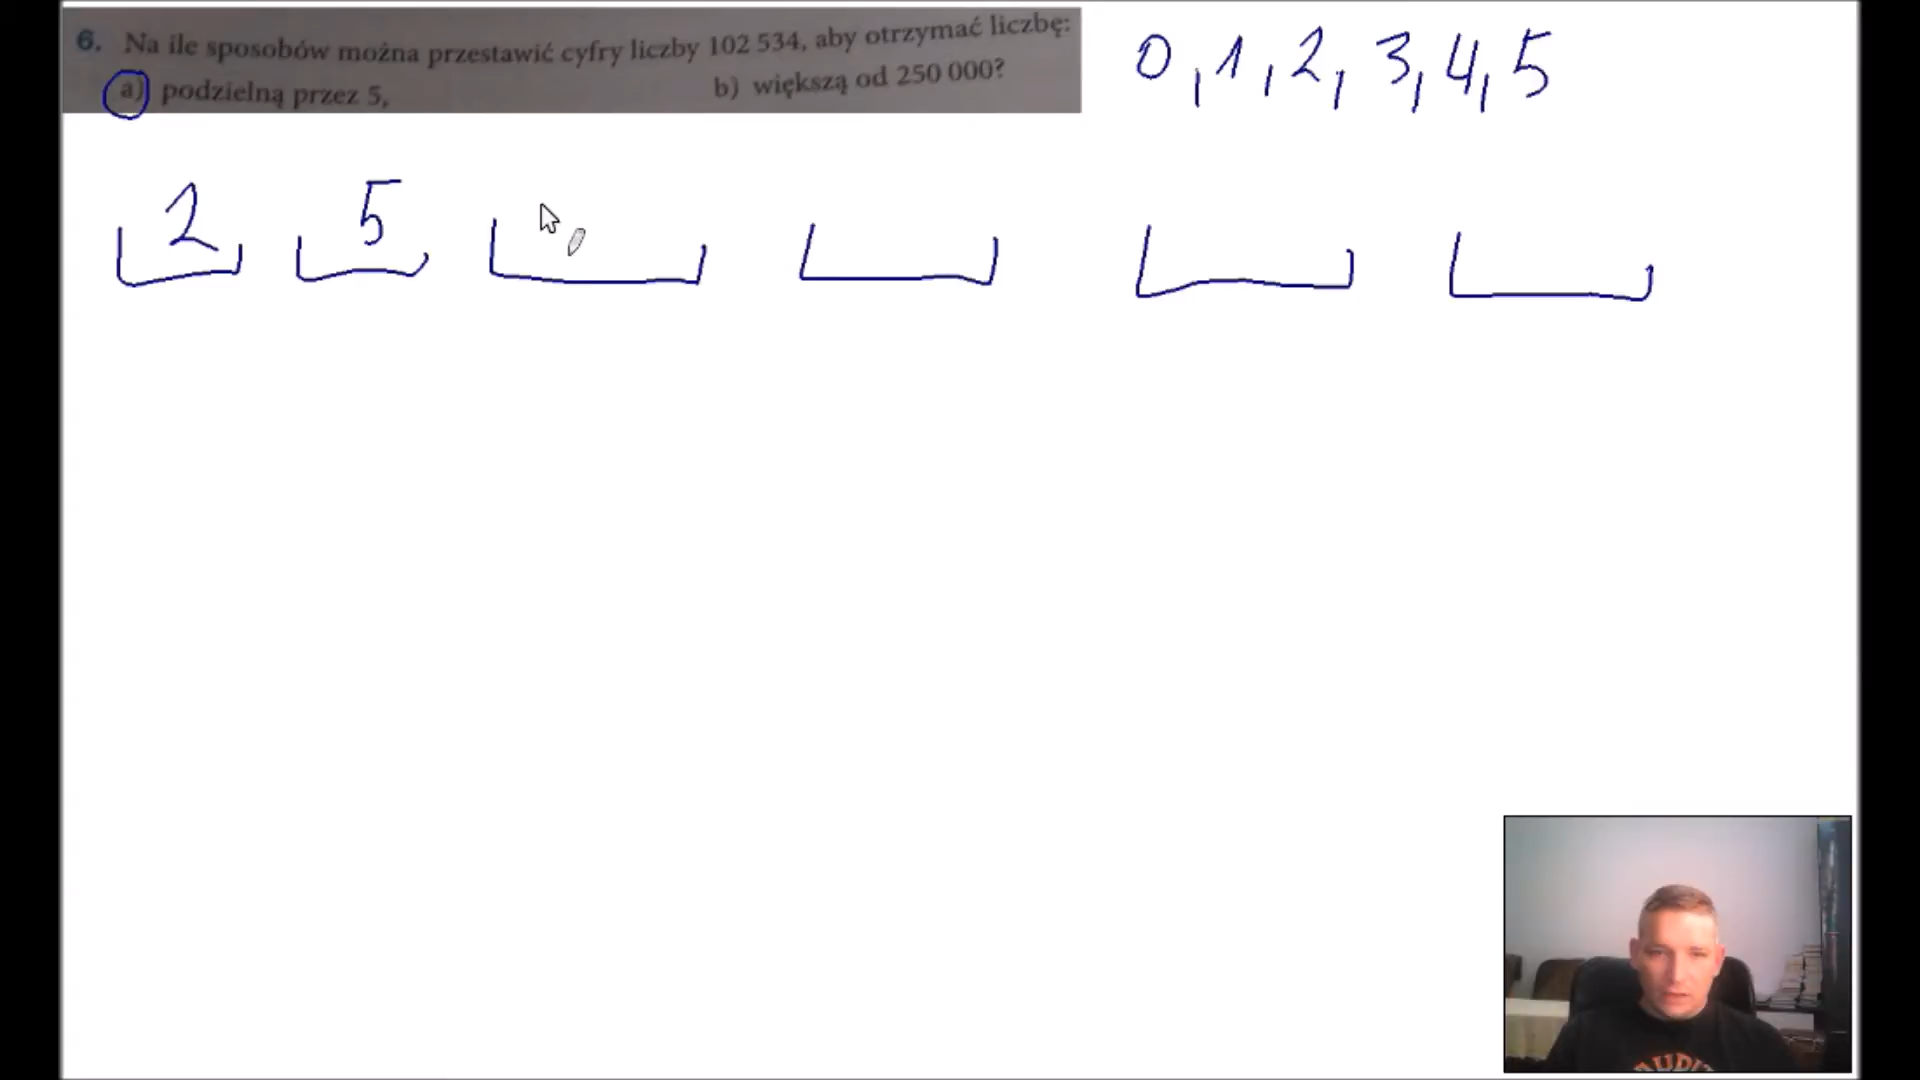 6. Na ile sposobów można przestawić cyfry liczby 102 534, aby otrzymać liczbę:
a) podzielną przez 5, b) większą od 250 000?
0, 1, 2, 3, 4, 5
2 5